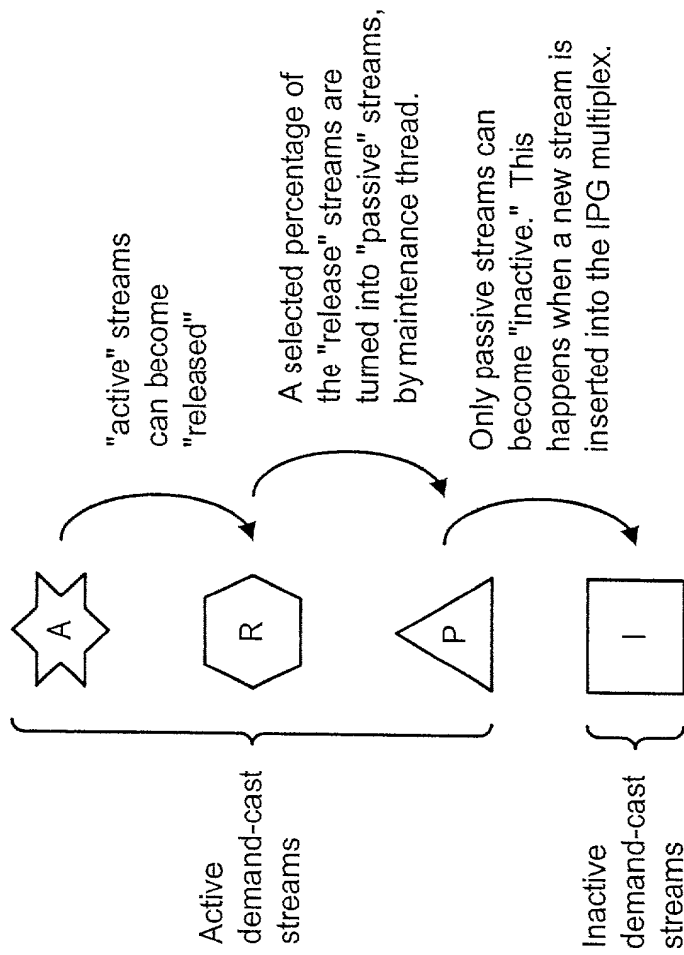 Active
demand-cast
streams
A
R
P
"active" streams
can become
"released"
A selected percentage of
the "release" streams are
turned into "passive" streams,
by maintenance thread.
Inactive
demand-cast
streams
I
Only passive streams can
become "inactive." This
happens when a new stream is
inserted into the IPG multiplex.